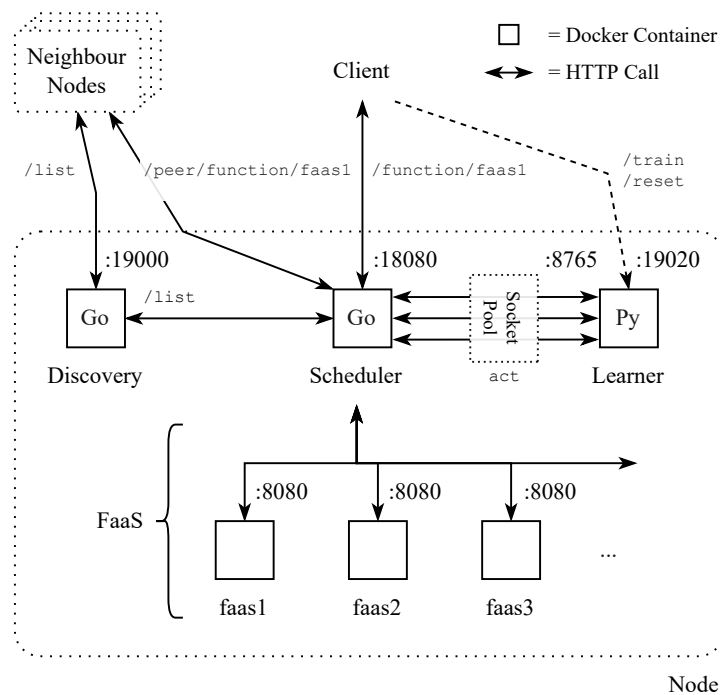 Neighbour
Nodes
Client
= Docker Container
= HTTP Call
/list
/peer/function/faas1
/function/faas1
/train
/reset
:19000
:18080
:8765
:19020
Go
/list
Go
Socket
Pool
Py
Discovery
Scheduler
act
Learner
FaaS
:8080
:8080
:8080
...
faas1
faas2
faas3
Node